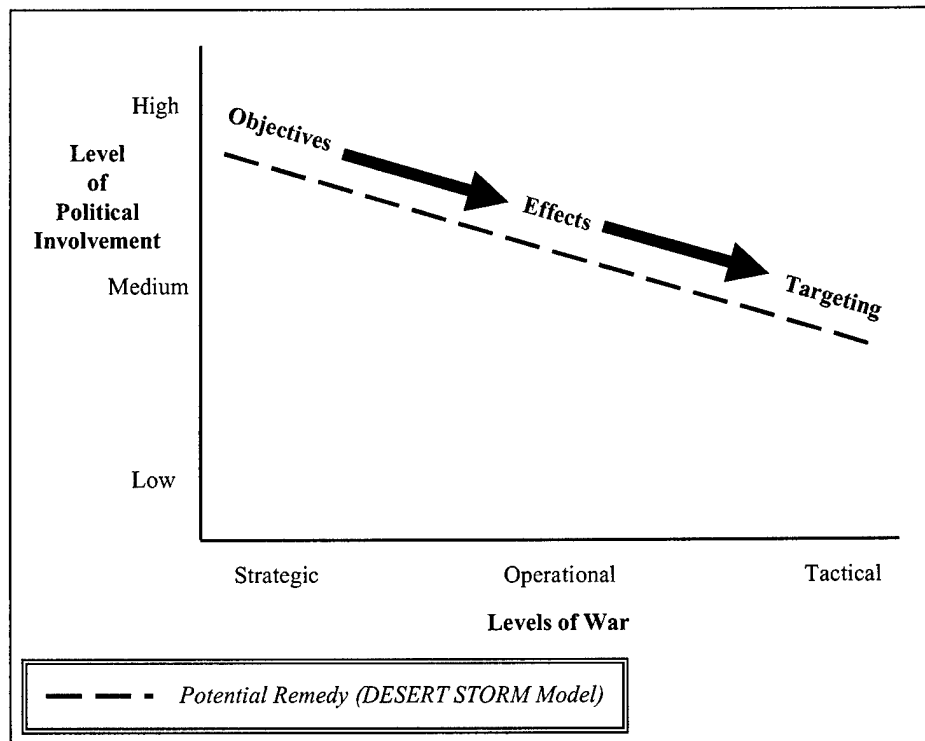 High
Objectives
Level
of
Political
Involvement
Effects
Medium
Targeting
Low
Strategic Operational Tactical
Levels of War
Potential Remedy (DESERT STORM Model)